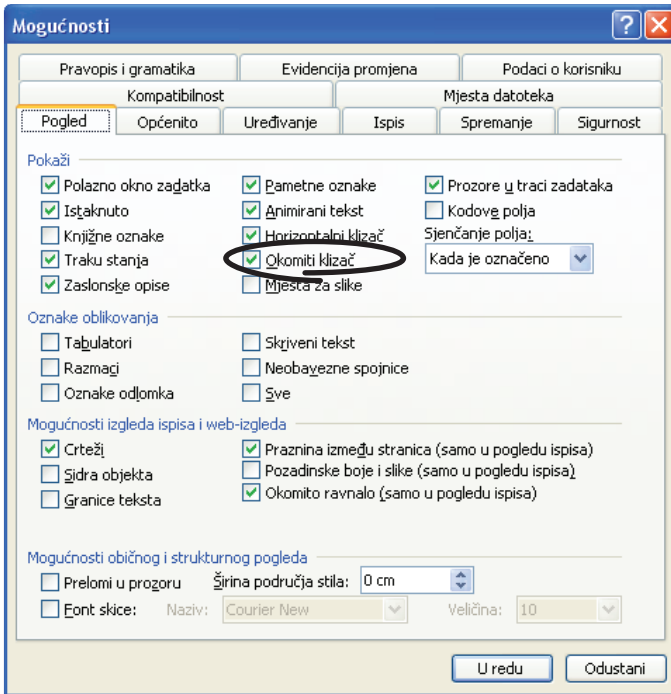 Mogućnosti
Pravopis i gramatika Evidencija promjena Podaci o korisniku
Kompatibilnost Mjesta datoteka
Pogled Općenito Uređivanje Ispis Spremanje Sigurnost
Pokaži
Polazno okno zadatka Pametne oznake Prozore u traci zadataka
Istaknuto Animirani tekst Kodove polja
Knjižne oznake Horizontalni klizač Sjenčanje polja:
Traku stanja Okomiti klizač Kada je označeno
Zaslonske opise Mjesta za slike
Oznake oblikovanja
Tabulatori Skriveni tekst
Razmaci Neobavezne spojnice
Oznake odlomka Sve
Mogućnosti izgleda ispisa i web-izgleda
Crteži Praznina između stranica (samo u pogledu ispisa)
Sidra objekta Pozadinske boje i slike (samo u pogledu ispisa)
Granice teksta Okomito ravnalo (samo u pogledu ispisa)
Mogućnosti običnog i strukturnog pogleda
Prelomi u prozoru Širina područja stila: 0 cm
Font skice: Naziv: Courier New Veličina: 10
U redu Odustani